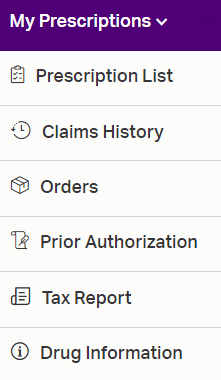 My Prescriptions
Prescription List
Claims History
Orders
Prior Authorization
Tax Report
Drug Information